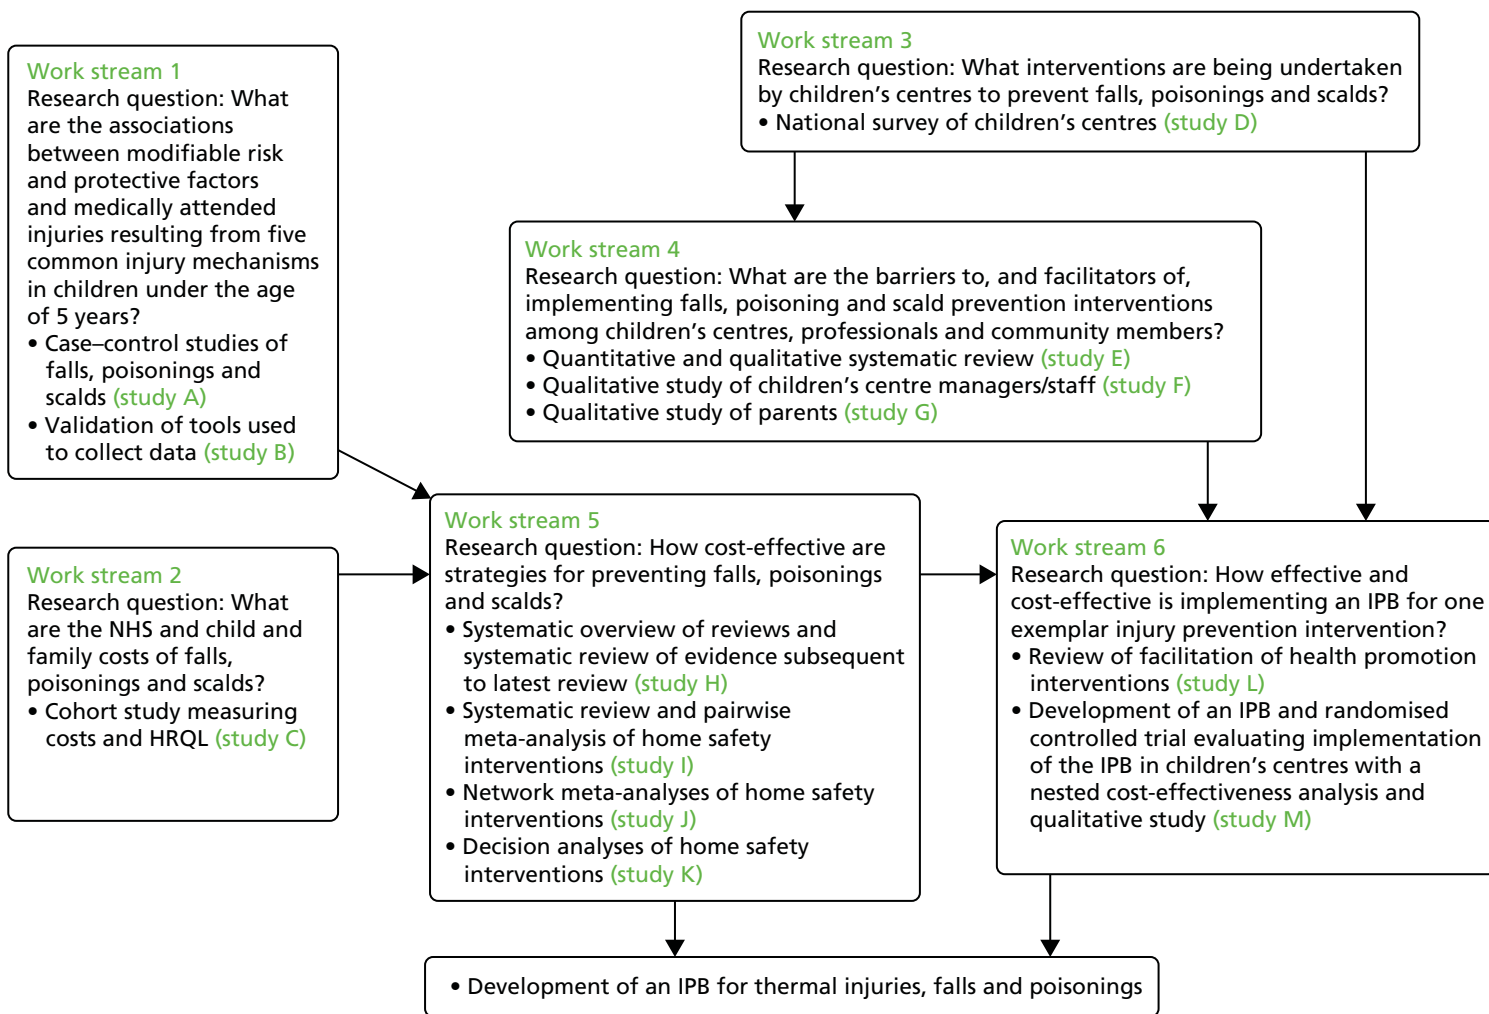 Work stream 1
Research question: What
are the associations
between modifiable risk
and protective factors
and medically attended
injuries resulting from five
common injury mechanisms
in children under the age
of 5 years?
• Case–control studies of
falls, poisonings and
scalds (study A)
• Validation of tools used
to collect data (study B)
Work stream 2
Research question: What
are the NHS and child and
family costs of falls,
poisonings and scalds?
• Cohort study measuring
costs and HRQL (study C)
Work stream 3
Research question: What interventions are being undertaken
by children’s centres to prevent falls, poisonings and scalds?
• National survey of children’s centres (study D)
Work stream 4
Research question: What are the barriers to, and facilitators of,
implementing falls, poisoning and scald prevention interventions
among children’s centres, professionals and community members?
• Quantitative and qualitative systematic review (study E)
• Qualitative study of children’s centre managers/staff (study F)
• Qualitative study of parents (study G)
Work stream 5
Research question: How cost-effective are
strategies for preventing falls, poisonings
and scalds?
• Systematic overview of reviews and
systematic review of evidence subsequent
to latest review (study H)
• Systematic review and pairwise
meta-analysis of home safety
interventions (study I)
• Network meta-analyses of home safety
interventions (study J)
• Decision analyses of home safety
interventions (study K)
Work stream 6
Research question: How effective and
cost-effective is implementing an IPB for one
exemplar injury prevention intervention?
• Review of facilitation of health promotion
interventions (study L)
• Development of an IPB and randomised
controlled trial evaluating implementation
of the IPB in children’s centres with a
nested cost-effectiveness analysis and
qualitative study (study M)
• Development of an IPB for thermal injuries, falls and poisonings